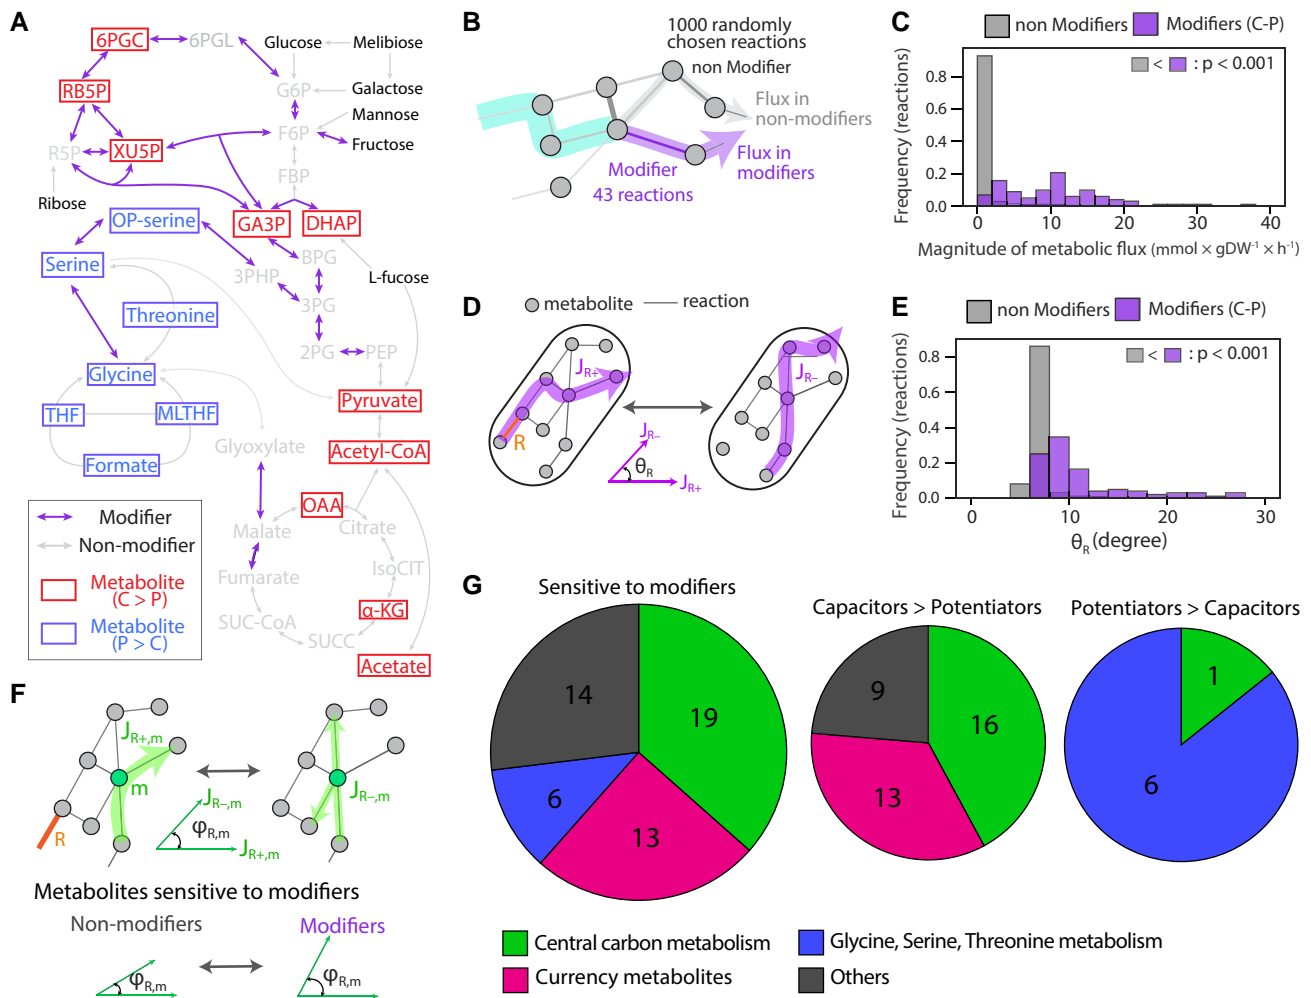 A
6PGC
6PGL
Glucose
Melibiose
RB5P
G6P
Galactose
Mannose
R5P
XU5P
F6P
Fructose
FBP
Ribose
OP-serine
GA3P
DHAP
Serine
3PHP
BPG
L-fucose
Threonine
3PG
2PG
PEP
Glycine
Pyruvate
THF
MLTHF
Glyoxylate
Acetyl-CoA
Formate
OAA
Malate
Citrate
Fumarate
IsoCIT
SUC-CoA
α-KG
SUCC
Acetate
Modifier
Non-modifier
Metabolite
(C > P)
Metabolite
(P > C)
B
1000 randomly
chosen reactions
non Modifier
Flux in
non-modifiers
Modifier
43 reactions
Flux in
modifiers
C
non Modifiers
Modifiers (C-P)
< : p < 0.001
Frequency (reactions)
0.8
0.6
0.4
0.2
0.0
0 10 20 30 40
Magnitude of metabolic flux (mmol × gDW⁻¹ × h⁻¹)
D
metabolite
reaction
J_R+
R
J_R−
J_R−
θ_R
J_R+
E
non Modifiers
Modifiers (C-P)
< : p < 0.001
Frequency (reactions)
0.8
0.6
0.4
0.2
0.0
0 10 20 30
θ_R (degree)
F
J_R+,m
m
R
J_R−,m
J_R−,m
φ_R,m
J_R+,m
Metabolites sensitive to modifiers
Non-modifiers
Modifiers
φ_R,m
φ_R,m
G
Sensitive to modifiers
14
19
6
13
Capacitors > Potentiators
9
16
13
Potentiators > Capacitors
1
6
Central carbon metabolism
Glycine, Serine, Threonine metabolism
Currency metabolites
Others